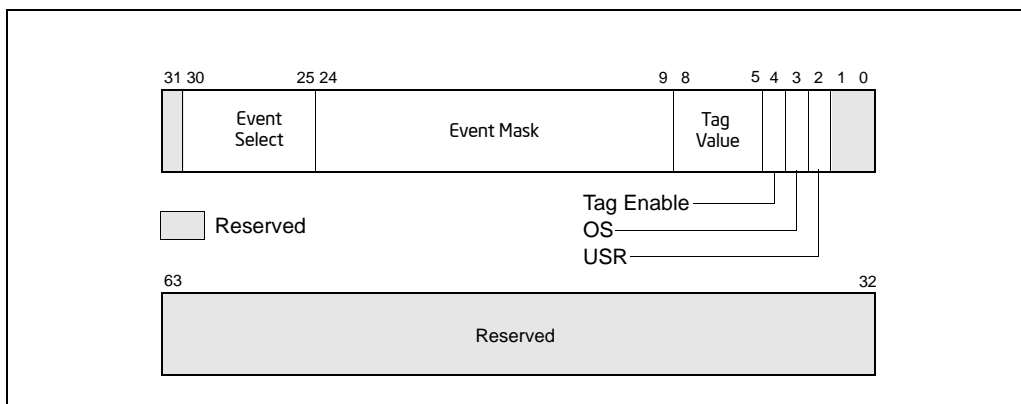 31 30 25 24 9 8 5 4 3 2 1 0
Event
Select
Event Mask
Tag
Value
Tag Enable
OS
USR
Reserved
63 32
Reserved